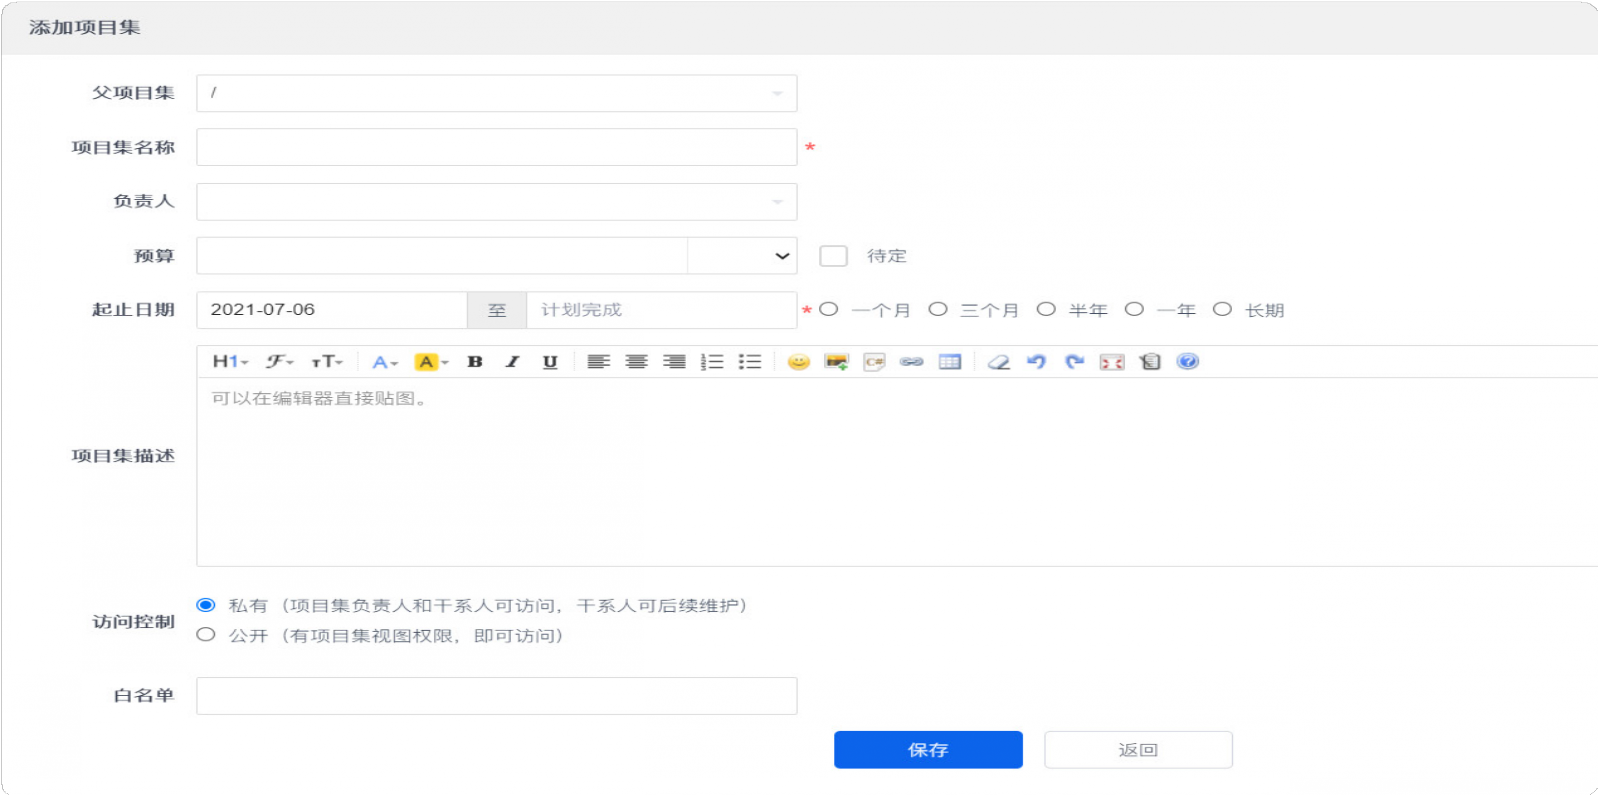 添加项目集
父项目集 /
项目集名称 *
负责人
预算 待定
起止日期 2021-07-06 至 计划完成 * 一个月 三个月 半年 一年 长期
H1 F TT A A B I U C#
可以在编辑器直接贴图。
项目集描述
访问控制
私有（项目集负责人和干系人可访问，干系人可后续维护）
公开（有项目集视图权限，即可访问）
白名单
保存 返回